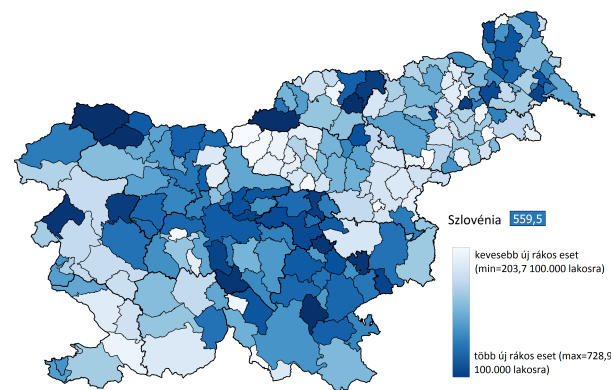 Szlovénia 559,5
kevesebb új rákos eset
(min=203,7 100.000 lakosra)
több új rákos eset (max=728,9
100.000 lakosra)